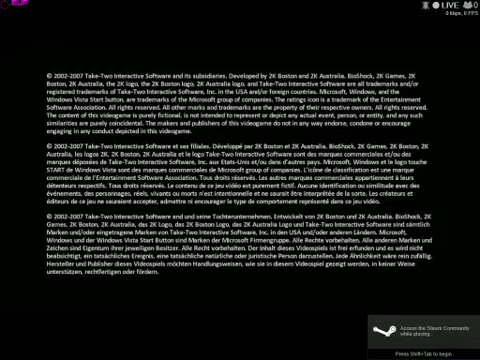 LIVE 0
0 kbps, 0 FPS
© 2002-2007 Take-Two Interactive Software and its subsidiaries. Developed by 2K Boston and 2K Australia. BioShock, 2K Games, 2K
Boston, 2K Australia, the 2K logo, the 2K Boston logo, 2K Australia logo, and Take-Two Interactive Software are all trademarks and/or
registered trademarks of Take-Two Interactive Software, Inc. in the USA and/or foreign countries. Microsoft, Windows, and the
Windows Vista Start button, are trademarks of the Microsoft group of companies. The ratings icon is a trademark of the Entertainment
Software Association. All rights reserved. All other marks and trademarks are the property of their respective owners. All rights reserved.
The content of this videogame is purely fictional, is not intended to represent or depict any actual event, person, or entity, and any such
similarities are purely coincidental. The makers and publishers of this videogame do not in any way endorse, condone or encourage
engaging in any conduct depicted in this videogame.
© 2002-2007 Take-Two Interactive Software et ses filiales. Développé par 2K Boston et 2K Australia. BioShock, 2K Games, 2K Boston, 2K
Australia, les logos 2K, 2K Boston, 2K Australia et le logo Take-Two Interactive Software sont des marques commerciales et/ou des
marques déposées de Take-Two Interactive Software, Inc. aux Etats-Unis et/ou dans d'autres pays. Microsoft, Windows et le logo touche
START de Windows Vista sont des marques commerciales de Microsoft group of companies. L'icône de classification est une marque
commerciale de l'Entertainment Software Association. Tous droits réservés. Les autres marques commerciales appartiennent à leurs
détenteurs respectifs. Tous droits réservés. Le contenu de ce jeu vidéo est purement fictif. Aucune identification ou similitude avec des
événements, des personnages, réels, vivants ou morts n'est intentionnelle et ne saurait être interprétée de la sorte. Les créateurs et
éditeurs de ce jeu ne sauraient accepter, admettre ni encourager le type de comportement représenté dans ce jeu vidéo.
© 2002-2007 Take-Two Interactive Software und und seine Tochterunternehmen. Entwickelt von 2K Boston und 2K Australia. BioShock, 2K
Games, 2K Boston, 2K Australia, das 2K Logo, das 2K Boston Logo, das 2K Australia Logo und Take-Two Interactive Software sind sämtlich
Marken und/oder eingetragene Marken von Take-Two Interactive Software, Inc. in den USA und/oder anderen Ländern. Microsoft,
Windows und der Windows Vista Start Button sind Marken der Microsoft Firmengruppe. Alle Rechte vorbehalten. Alle anderen Marken und
Zeichen sind Eigentum ihrer jeweiligen Besitzer. Alle Rechte vorbehalten. Der Inhalt dieses Videospiels ist frei erfunden und es wird nicht
beabsichtigt, ein tatsächliches Ereignis, eine tatsächliche natürliche oder juristische Person darzustellen. Jede Ähnlichkeit wäre rein zufällig.
Hersteller und Publisher dieses Videospiels möchten Handlungsweisen, wie sie in diesem Videospiel gezeigt werden, in keiner Weise
unterstützen, rechtfertigen oder fördern.
Access the Steam Community
while playing.
Press Shift+Tab to begin